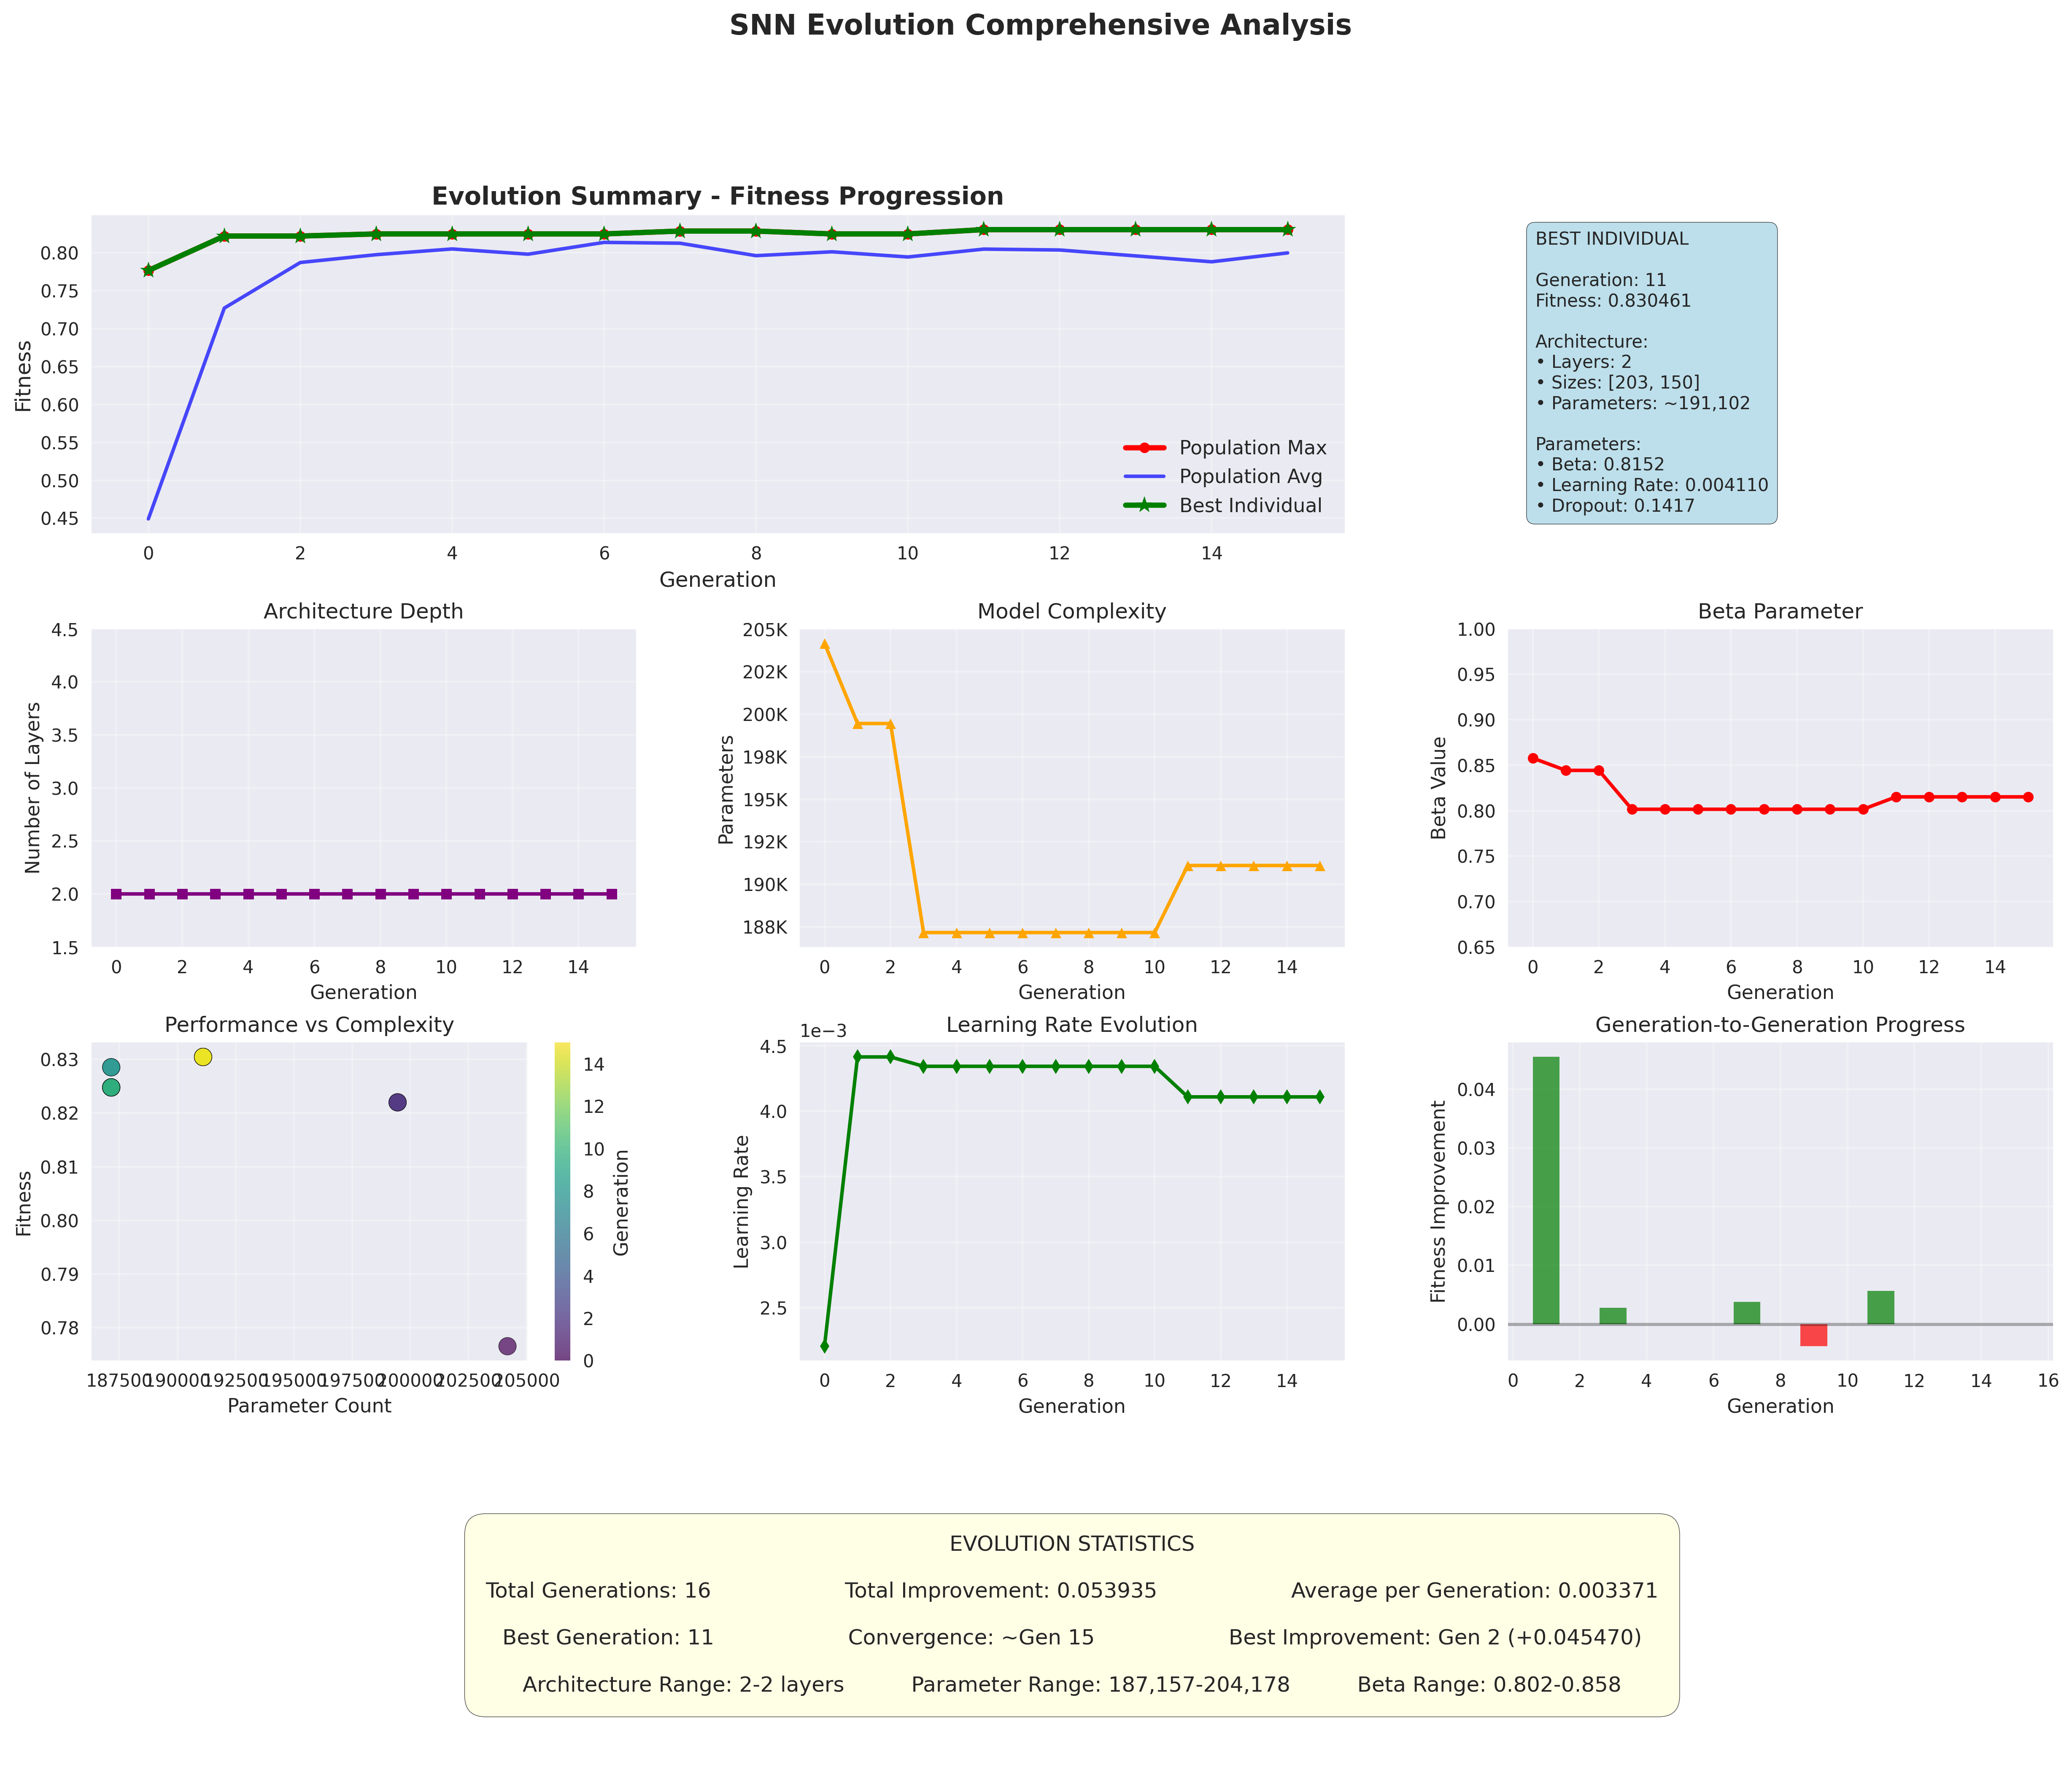 SNN Evolution Comprehensive Analysis
Evolution Summary - Fitness Progression
Fitness
0.80
0.75
0.70
0.65
0.60
0.55
0.50
0.45
0 2 4 6 8 10 12 14
Generation
Population Max
Population Avg
Best Individual
BEST INDIVIDUAL
Generation: 11
Fitness: 0.830461
Architecture:
• Layers: 2
• Sizes: [203, 150]
• Parameters: ~191,102
Parameters:
• Beta: 0.8152
• Learning Rate: 0.004110
• Dropout: 0.1417
Architecture Depth
Number of Layers
4.5
4.0
3.5
3.0
2.5
2.0
1.5
0 2 4 6 8 10 12 14
Generation
Model Complexity
Parameters
205K
202K
200K
198K
195K
192K
190K
188K
0 2 4 6 8 10 12 14
Generation
Beta Parameter
Beta Value
1.00
0.95
0.90
0.85
0.80
0.75
0.70
0.65
0 2 4 6 8 10 12 14
Generation
Performance vs Complexity
Fitness
0.83
0.82
0.81
0.80
0.79
0.78
187500 190000 192500 195000 197500 200000 202500 205000
Parameter Count
14
12
10
8
6
4
2
0
Generation
Learning Rate Evolution
1e−3
Learning Rate
4.5
4.0
3.5
3.0
2.5
0 2 4 6 8 10 12 14
Generation
Generation-to-Generation Progress
Fitness Improvement
0.04
0.03
0.02
0.01
0.00
0 2 4 6 8 10 12 14 16
Generation
EVOLUTION STATISTICS
Total Generations: 16 Total Improvement: 0.053935 Average per Generation: 0.003371
Best Generation: 11 Convergence: ~Gen 15 Best Improvement: Gen 2 (+0.045470)
Architecture Range: 2-2 layers Parameter Range: 187,157-204,178 Beta Range: 0.802-0.858